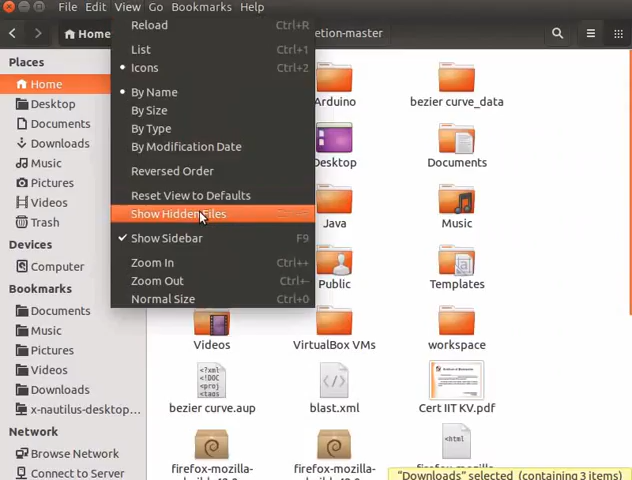 File Edit View Go Bookmarks Help
Reload Ctrl+R
Home
etion-master
List Ctrl+1
Icons Ctrl+2
By Name
By Size
By Type
By Modification Date
Reversed Order
Reset View to Defaults
Show Hidden Files
Show Sidebar F9
Zoom In Ctrl++
Zoom Out Ctrl+-
Normal Size Ctrl+0
Places
Home
Desktop
Documents
Downloads
Music
Pictures
Videos
Trash
Devices
Computer
Bookmarks
Documents
Music
Pictures
Videos
Downloads
x-nautilus-desktop...
Network
Browse Network
Connect to Server
Arduino
bezier curve_data
Desktop
Documents
Java
Music
Public
Templates
Videos
VirtualBox VMs
workspace
<?xml
<!DOC
<proj
<targ
</>
<html
bezier curve.aup
blast.xml
Cert IIT KV.pdf
firefox-mozilla-
firefox-mozilla-
"Downloads" selected (containing 3 items)